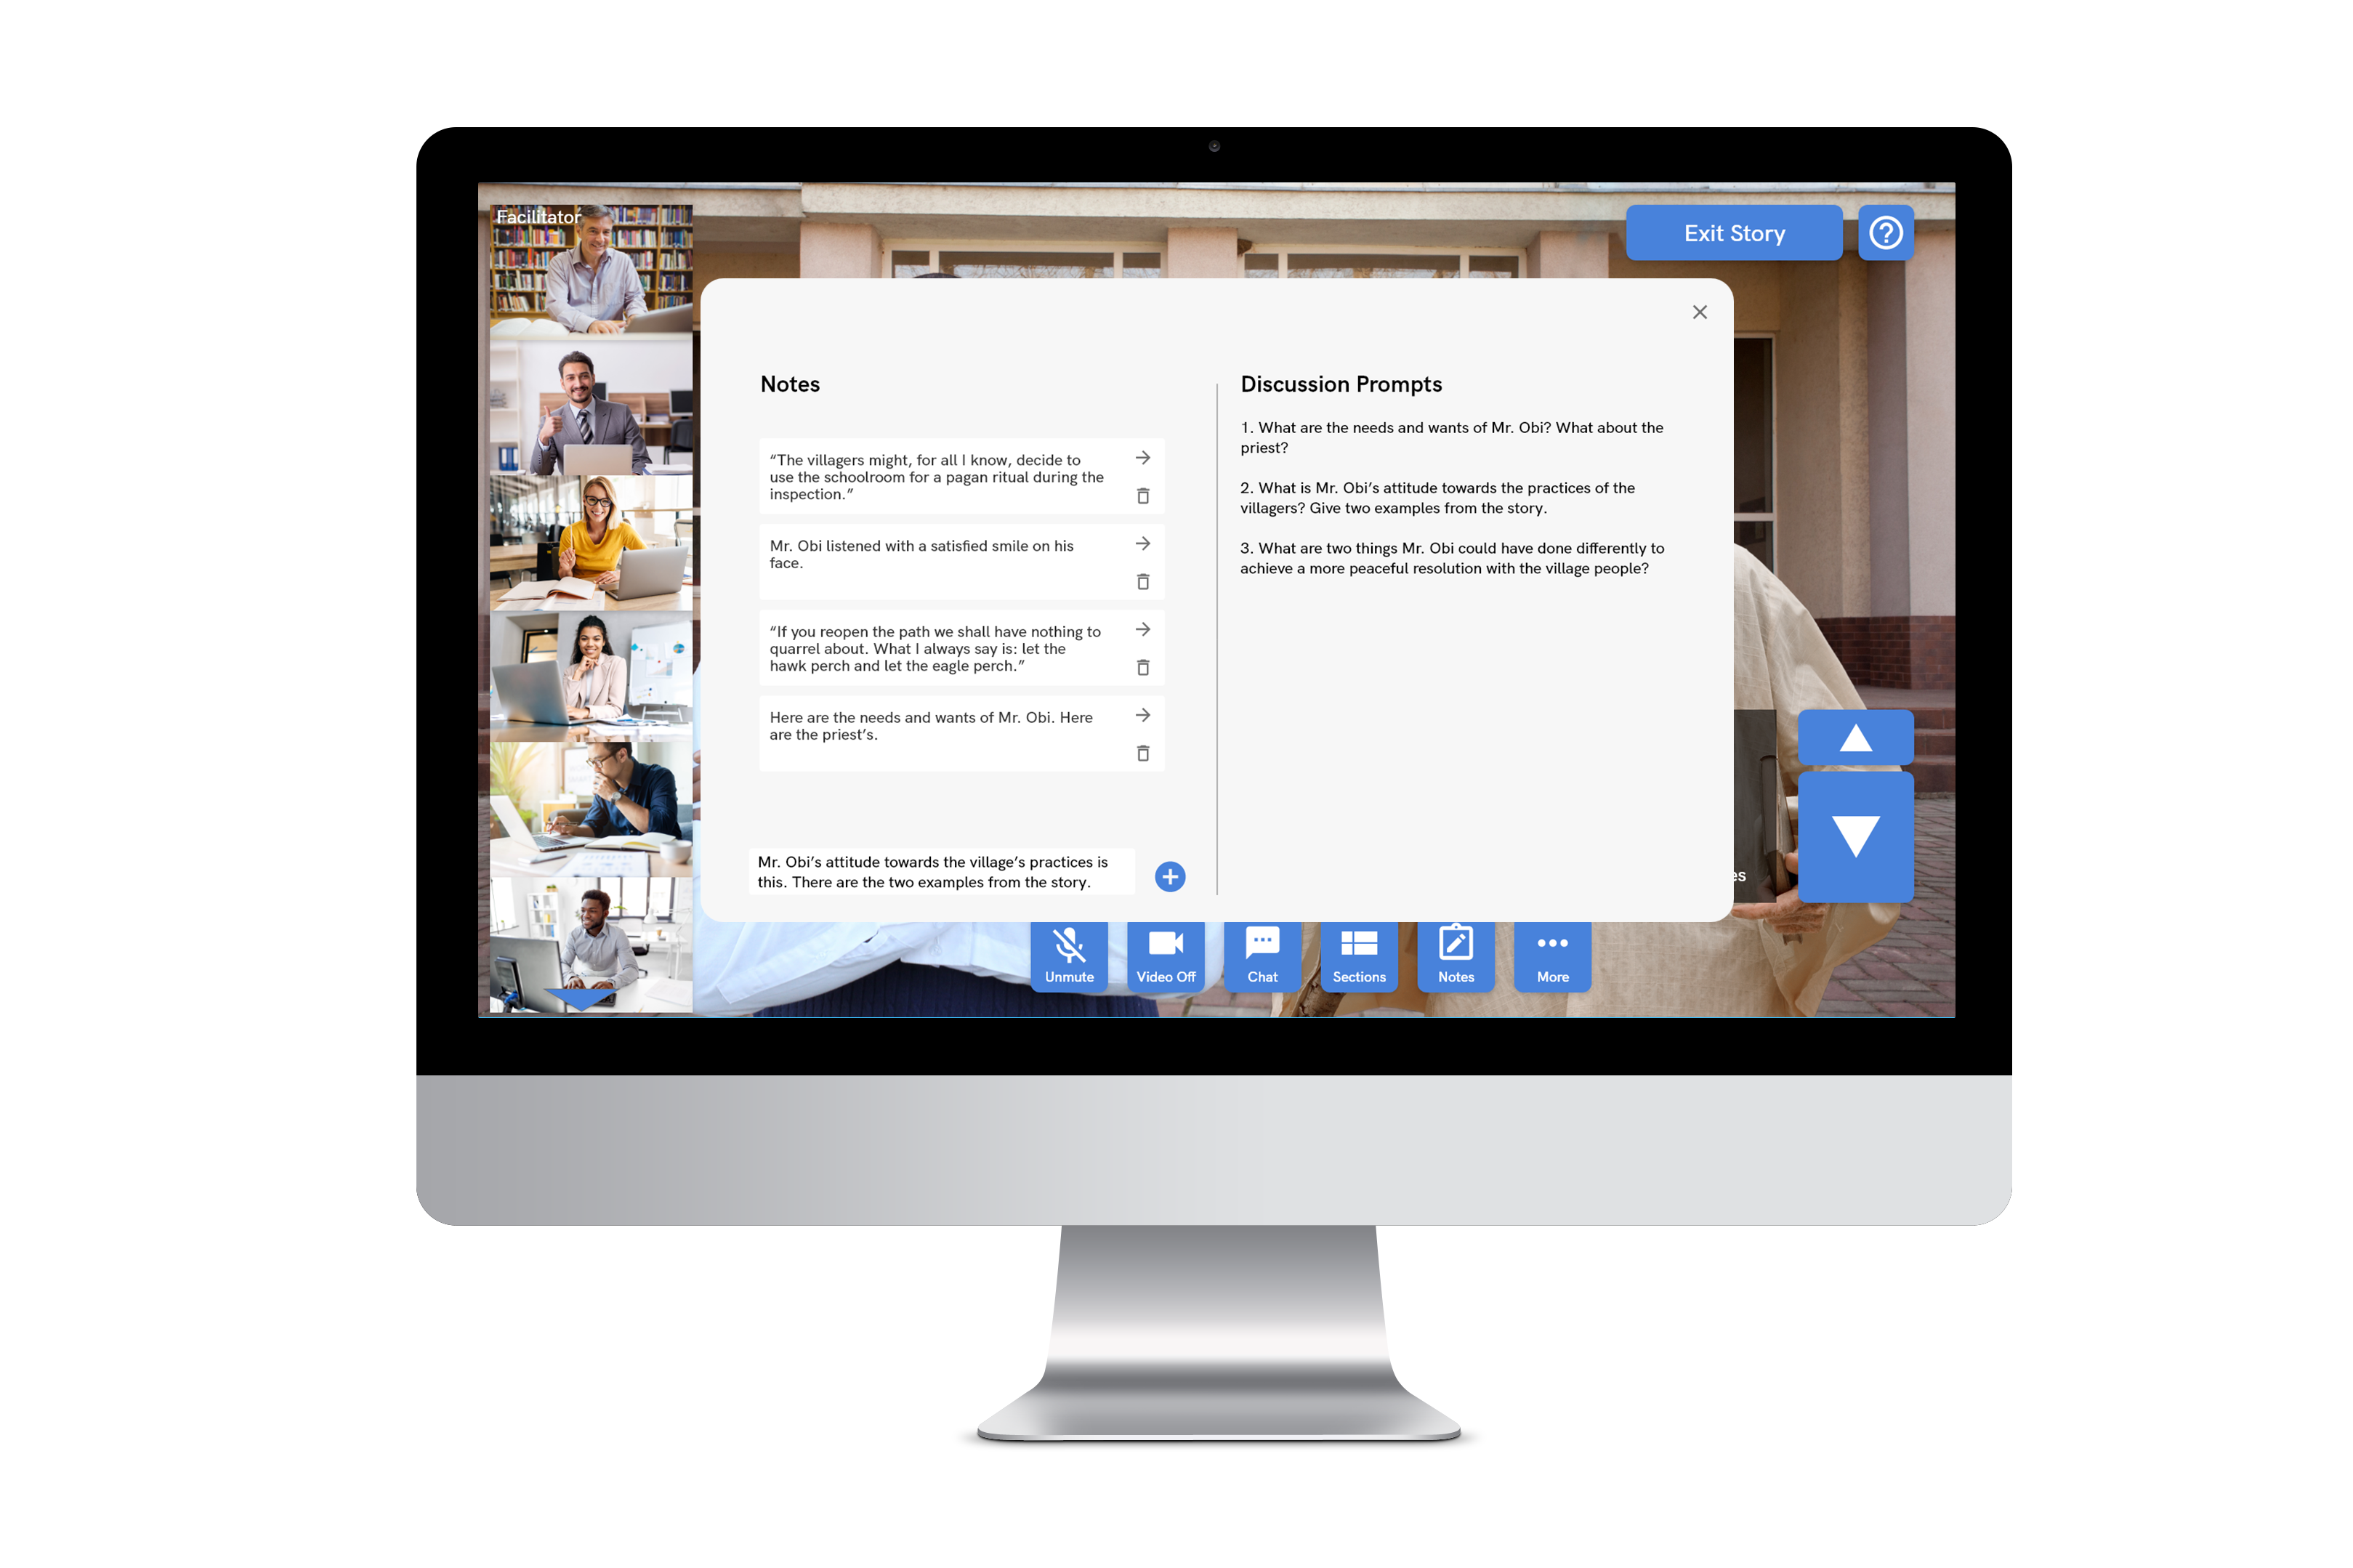 Facilitator
Exit Story
Notes
“The villagers might, for all I know, decide to
use the schoolroom for a pagan ritual during the
inspection.”
Mr. Obi listened with a satisfied smile on his
face.
“If you reopen the path we shall have nothing to
quarrel about. What I always say is: let the
hawk perch and let the eagle perch.”
Here are the needs and wants of Mr. Obi. Here
are the priest’s.
Mr. Obi’s attitude towards the village’s practices is
this. There are the two examples from the story.
Discussion Prompts
1. What are the needs and wants of Mr. Obi? What about the
priest?
2. What is Mr. Obi’s attitude towards the practices of the
villagers? Give two examples from the story.
3. What are two things Mr. Obi could have done differently to
achieve a more peaceful resolution with the village people?
Unmute
Video Off
Chat
Sections
Notes
More